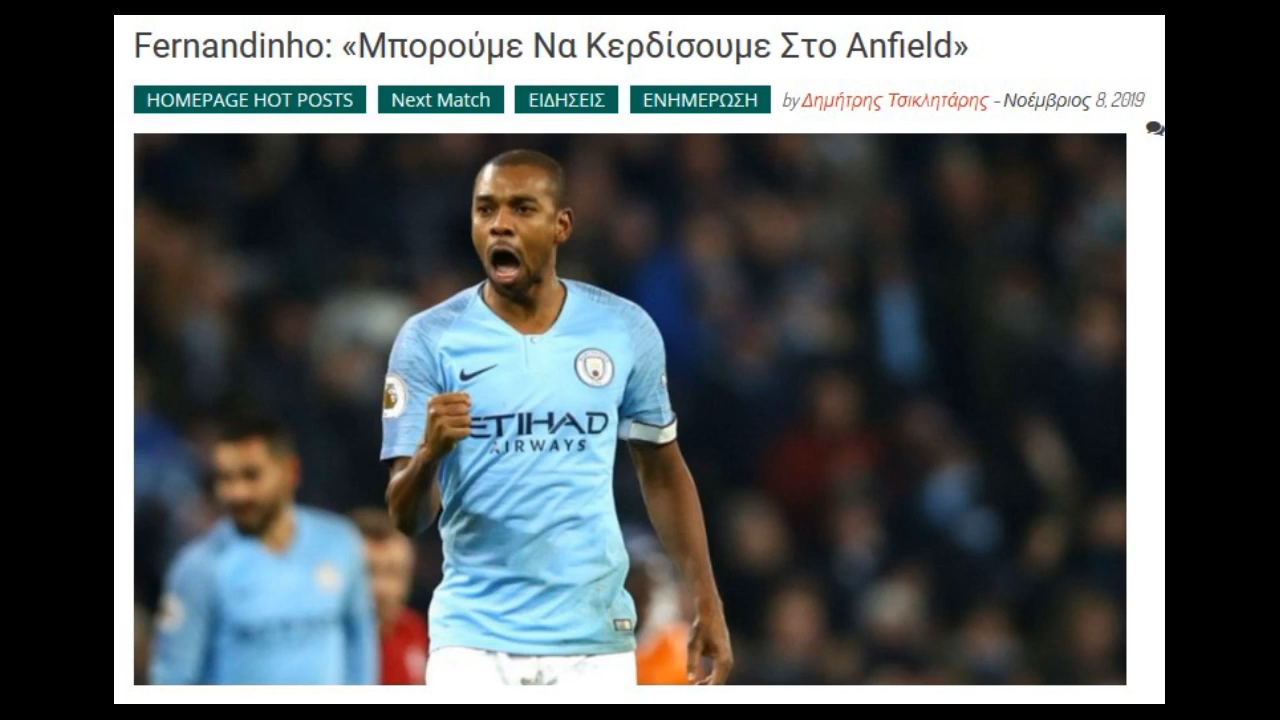 Fernandinho: «Μπορούμε Να Κερδίσουμε Στο Anfield»
HOMEPAGE HOT POSTS Next Match ΕΙΔΗΣΕΙΣ ΕΝΗΜΕΡΩΣΗ by Δημήτρης Τσικλητάρης - Νοέμβριος 8, 2019
ETIHAD
AIRWAYS